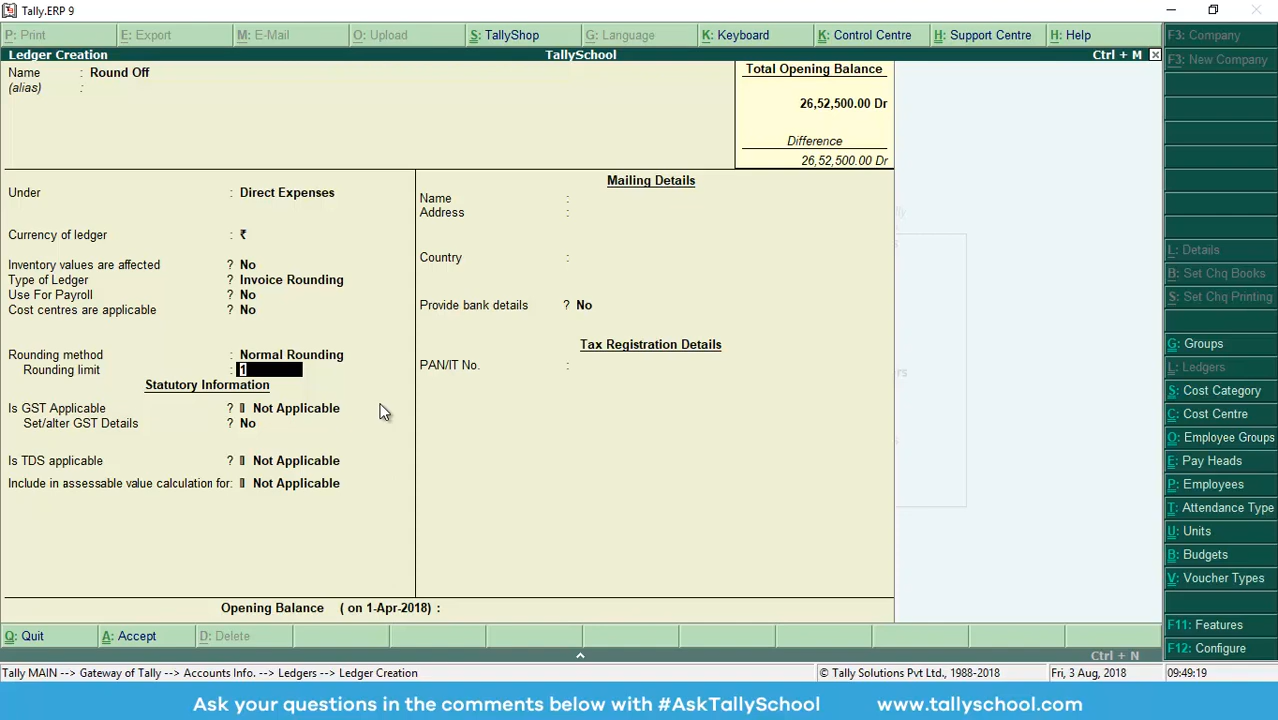 Tally.ERP 9
P: Print E: Export M: E-Mail O: Upload S: TallyShop G: Language K: Keyboard K: Control Centre H: Support Centre H: Help
F3: Company
Ledger Creation TallySchool Ctrl + M
F3: New Company
Name : Round Off
(alias) :
Total Opening Balance
26,52,500.00 Dr
Difference
26,52,500.00 Dr
Under : Direct Expenses
Currency of ledger : ₹
Inventory values are affected ? No
Type of Ledger ? Invoice Rounding
Use For Payroll ? No
Cost centres are applicable ? No
Rounding method : Normal Rounding
Rounding limit : 1
Statutory Information
Is GST Applicable ? Not Applicable
Set/alter GST Details ? No
Is TDS applicable ? Not Applicable
Include in assessable value calculation for: Not Applicable
Mailing Details
Name :
Address :
Country :
Provide bank details ? No
Tax Registration Details
PAN/IT No. :
Opening Balance ( on 1-Apr-2018) :
L: Details
B: Set Chq Books
S: Set Chq Printing
G: Groups
L: Ledgers
S: Cost Category
C: Cost Centre
O: Employee Groups
E: Pay Heads
P: Employees
T: Attendance Type
U: Units
B: Budgets
V: Voucher Types
F11: Features
F12: Configure
Q: Quit A: Accept D: Delete
Ctrl + N
Tally MAIN --> Gateway of Tally --> Accounts Info. --> Ledgers --> Ledger Creation © Tally Solutions Pvt Ltd., 1988-2018 Fri, 3 Aug, 2018 09:49:19
Ask your questions in the comments below with #AskTallySchool www.tallyschool.com